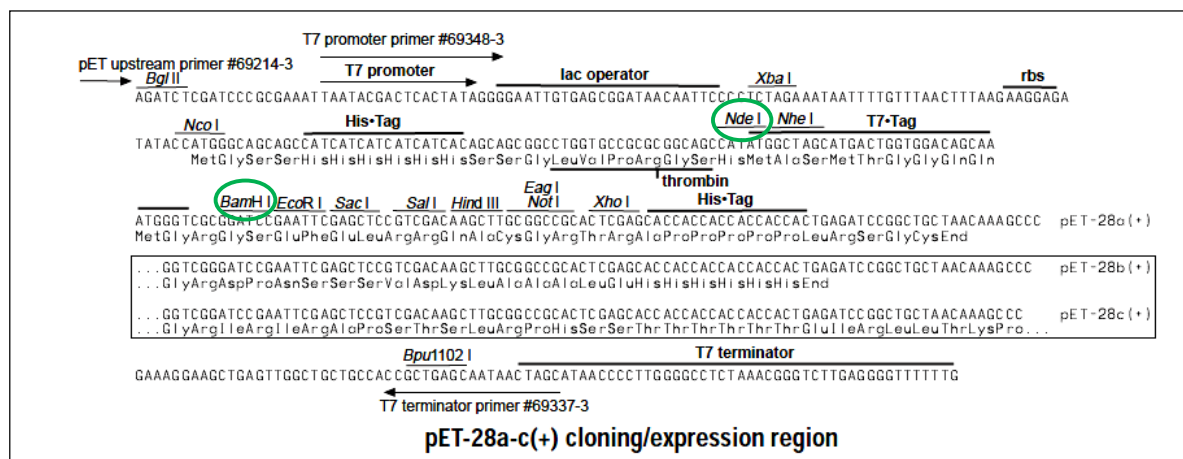 T7 promoter primer #69348-3
pET upstream primer #69214-3
Bgl II T7 promoter lac operator Xba I rbs
AGATCTCGATCCCGCGAAATTAATACGACTCACTATAGGGGAATTGTGAGCGGATAACAATTCCCCTCTAGAAATAATTTTGTTTAACTTTAAGAAGGAGA
Nco I His•Tag Nde I Nhe I T7•Tag
TATACCATGGGCAGCAGCCATCATCATCATCATCACAGCAGCGGCCTGGTGCCGCGCGGCAGCCATATGGCTAGCATGACTGGTGGACAGCAA
MetGlySerSerHisHisHisHisHisHisSerSerGlyLeuValProArgGlySerHisMetAlaSerMetThrGlyGlyGlnGln
thrombin
BamH I EcoR I Sac I Sal I Hind III Eag I Not I Xho I His•Tag
ATGGGTCGCGGATCCGAATTCGAGCTCCGTCGACAAGCTTGCGGCCGCACTCGAGCACCACCACCACCACCACTGAGATCCGGCTGCTAACAAAGCCC pET-28a(+)
MetGlyArgGlySerGluPheGluLeuArgArgGlnAlaCysGlyArgThrArgAlaProProProProProLeuArgSerGlyCysEnd
...GGTCGGGATCCGAATTCGAGCTCCGTCGACAAGCTTGCGGCCGCACTCGAGCACCACCACCACCACCACTGAGATCCGGCTGCTAACAAAGCCC pET-28b(+)
...GlyArgAspProAsnSerSerSerValAspLysLeuAlaAlaAlaLeuGluHisHisHisHisHisHisEnd
...GGTCGGATCCGAATTCGAGCTCCGTCGACAAGCTTGCGGCCGCACTCGAGCACCACCACCACCACCACTGAGATCCGGCTGCTAACAAAGCCC pET-28c(+)
...GlyArgIleArgIleArgAlaProSerThrSerLeuArgProHisSerSerThrThrThrThrThrThrGluIleArgLeuLeuThrLysPro...
Bpu1102 I T7 terminator
GAAAGGAAGCTGAGTTGGCTGCTGCCACCGCTGAGCAATAACTAGCATAACCCCTTGGGGCCTCTAAACGGGTCTTGAGGGGTTTTTTG
T7 terminator primer #69337-3
pET-28a-c(+) cloning/expression region